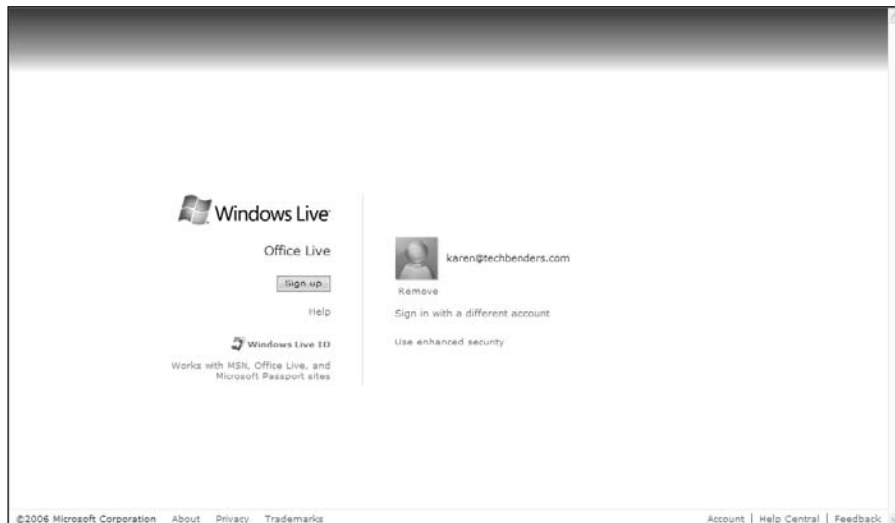 Windows Live
Office Live
Sign up
Help
Windows Live ID
Works with MSN, Office Live, and
Microsoft Passport sites
karen@techbenders.com
Remove
Sign in with a different account
Use enhanced security
©2006 Microsoft Corporation About Privacy Trademarks Account | Help Central | Feedback